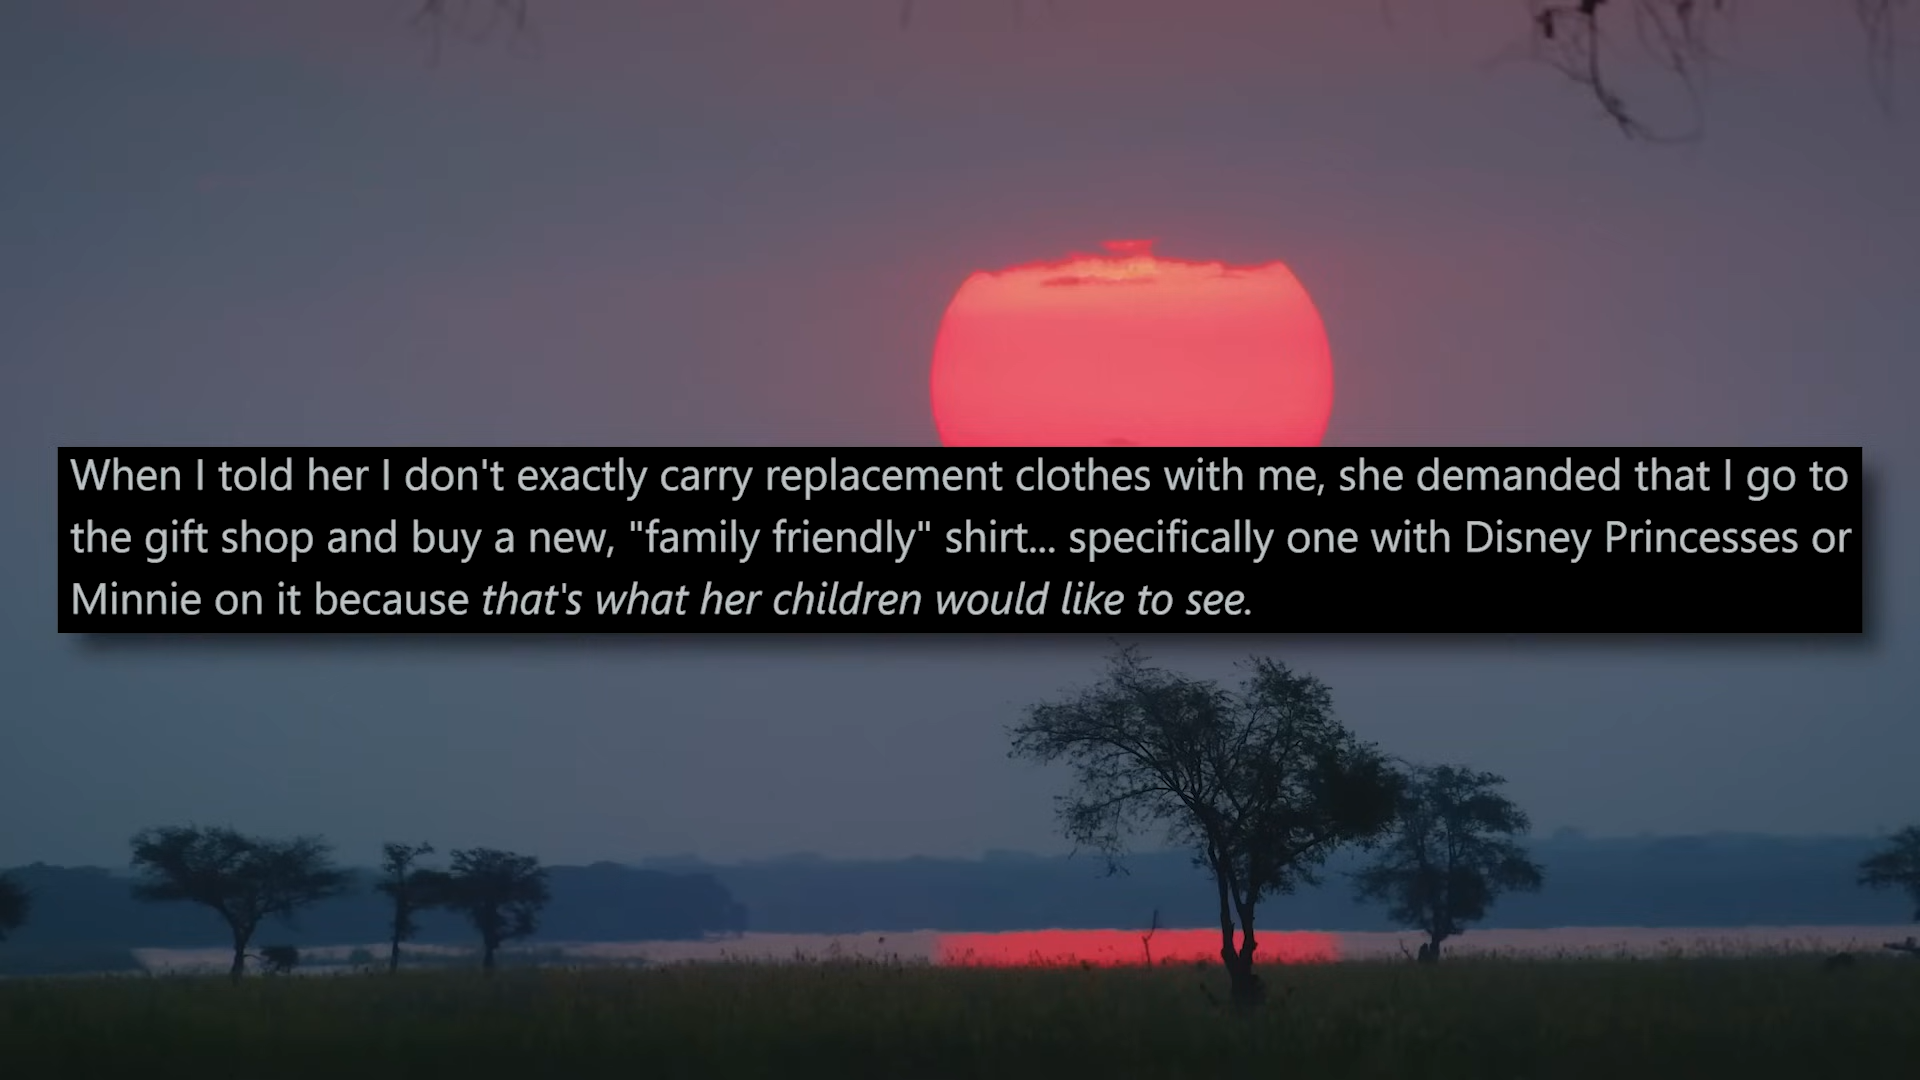 When I told her I don't exactly carry replacement clothes with me, she demanded that I go to
the gift shop and buy a new, "family friendly" shirt... specifically one with Disney Princesses or
Minnie on it because that's what her children would like to see.